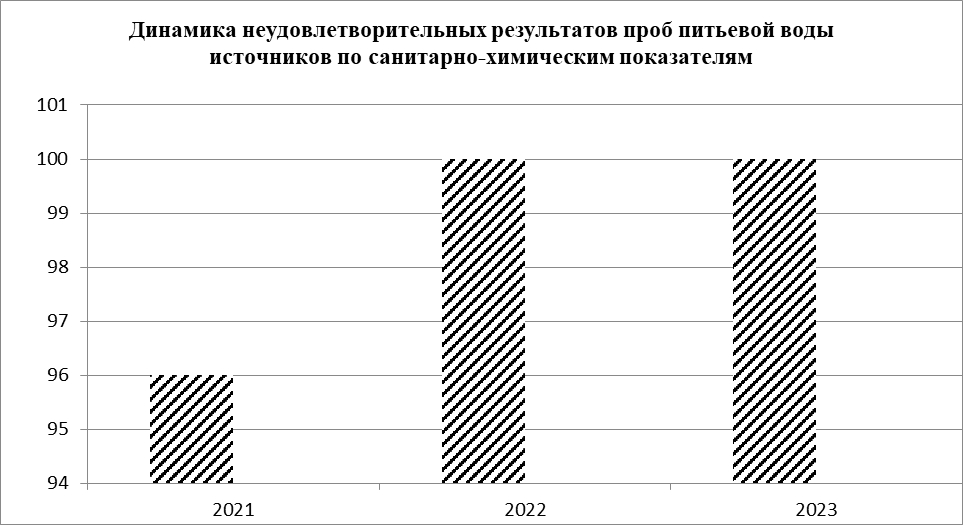 Динамика неудовлетворительных результатов проб питьевой воды
источников по санитарно-химическим показателям
101
100
99
98
97
96
95
94
2021 2022 2023